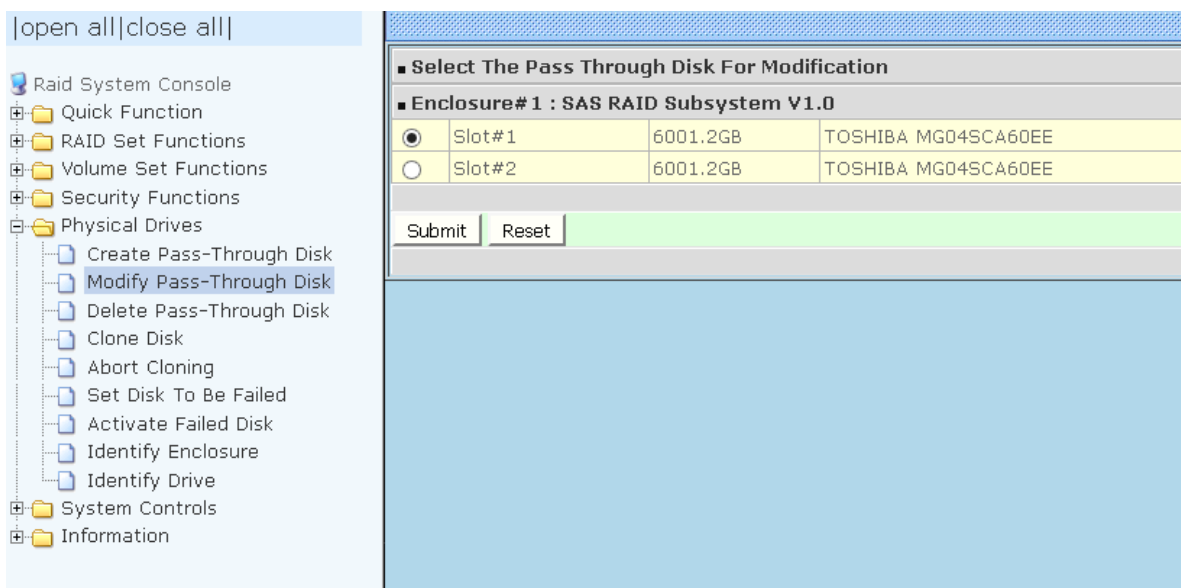 |open all|close all|
Raid System Console
Quick Function
RAID Set Functions
Volume Set Functions
Security Functions
Physical Drives
Create Pass-Through Disk
Modify Pass-Through Disk
Delete Pass-Through Disk
Clone Disk
Abort Cloning
Set Disk To Be Failed
Activate Failed Disk
Identify Enclosure
Identify Drive
System Controls
Information
Select The Pass Through Disk For Modification
Enclosure#1 : SAS RAID Subsystem V1.0
Slot#1 6001.2GB TOSHIBA MG04SCA60EE
Slot#2 6001.2GB TOSHIBA MG04SCA60EE
Submit Reset